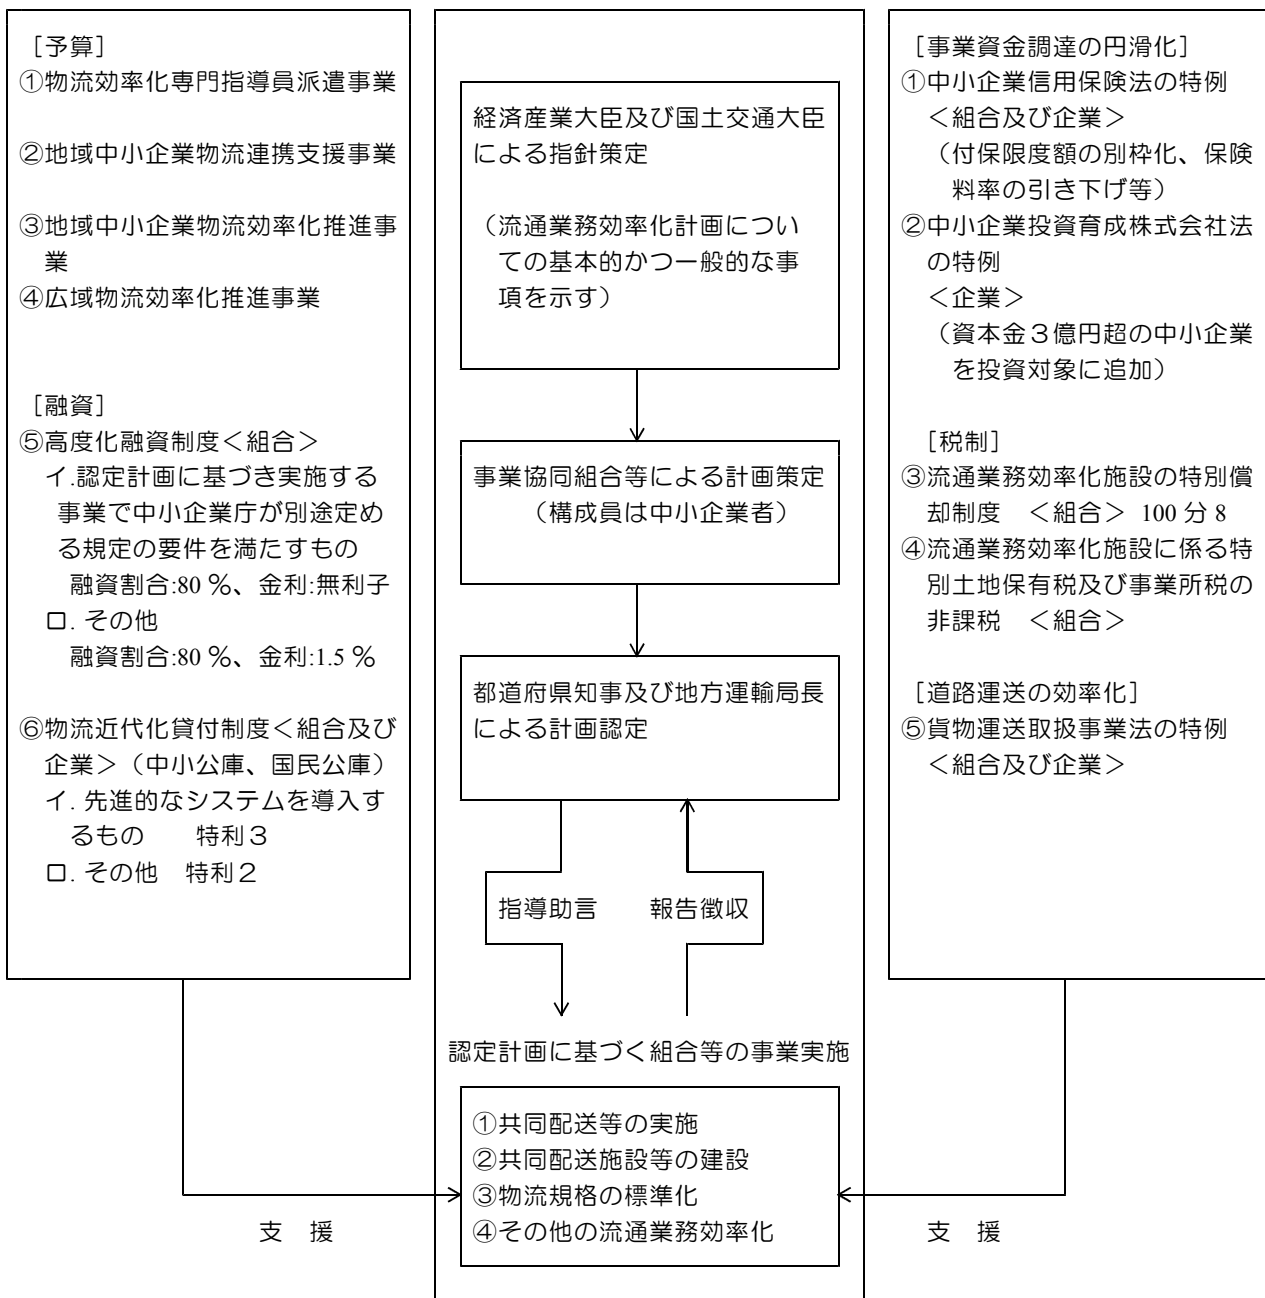 ［予算］
①物流効率化専門指導員派遣事業
②地域中小企業物流連携支援事業
③地域中小企業物流効率化推進事
業
④広域物流効率化推進事業
［融資］
⑤高度化融資制度＜組合＞
イ.認定計画に基づき実施する
事業で中小企業庁が別途定め
る規定の要件を満たすもの
融資割合:80 %、金利:無利子
ロ. その他
融資割合:80 %、金利:1.5 %
⑥物流近代化貸付制度＜組合及び
企業＞（中小公庫、国民公庫）
イ. 先進的なシステムを導入す
るもの　　特利３
ロ. その他　特利２
支　援
経済産業大臣及び国土交通大臣
による指針策定
（流通業務効率化計画につい
ての基本的かつ一般的な事
項を示す）
事業協同組合等による計画策定
（構成員は中小企業者）
都道府県知事及び地方運輸局長
による計画認定
指導助言　　報告徴収
認定計画に基づく組合等の事業実施
①共同配送等の実施
②共同配送施設等の建設
③物流規格の標準化
④その他の流通業務効率化
［事業資金調達の円滑化］
①中小企業信用保険法の特例
＜組合及び企業＞
（付保限度額の別枠化、保険
料率の引き下げ等）
②中小企業投資育成株式会社法
の特例
＜企業＞
（資本金３億円超の中小企業
を投資対象に追加）
［税制］
③流通業務効率化施設の特別償
却制度　＜組合＞ 100 分 8
④流通業務効率化施設に係る特
別土地保有税及び事業所税の
非課税　＜組合＞
［道路運送の効率化］
⑤貨物運送取扱事業法の特例
＜組合及び企業＞
支　援